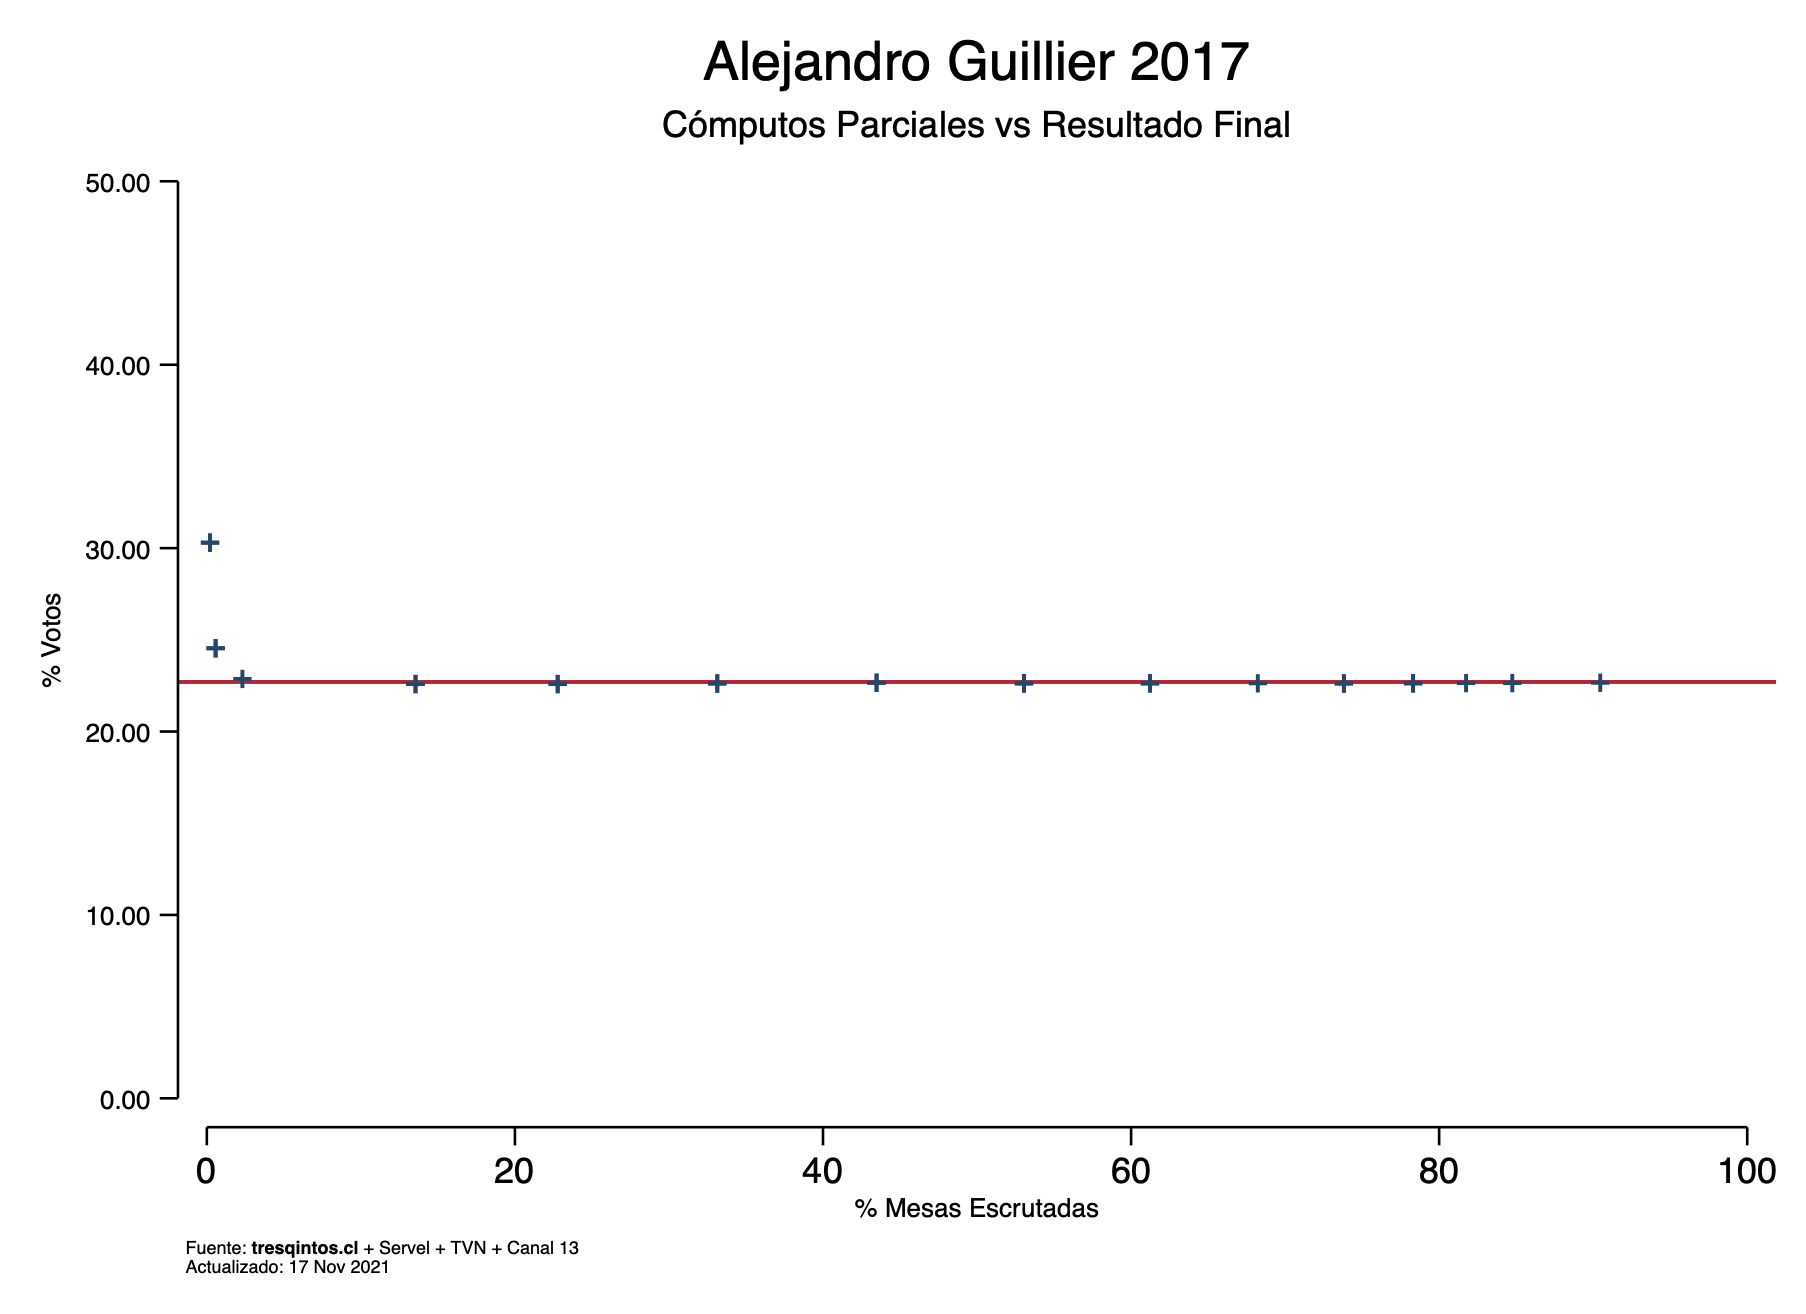 Alejandro Guillier 2017
Cómputos Parciales vs Resultado Final
% Votos
50.00
40.00
30.00
20.00
10.00
0.00
0 20 40 60 80 100
% Mesas Escrutadas
Fuente: tresqintos.cl + Servel + TVN + Canal 13
Actualizado: 17 Nov 2021